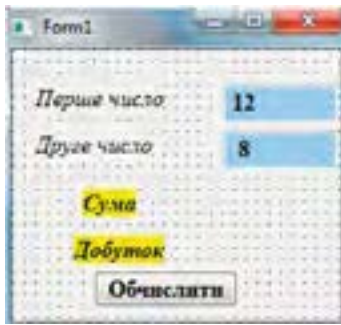 Form1
Перше число 12
Друге число 8
Сума
Добуток
Обчислити